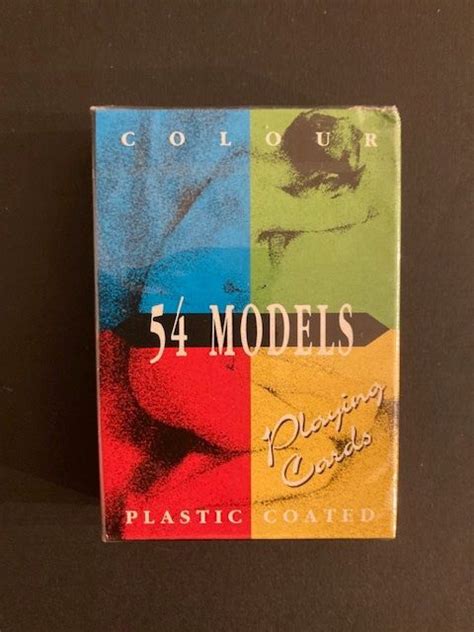 COLOUR
54 MODELS
Playing
Cards
PLASTIC COATED